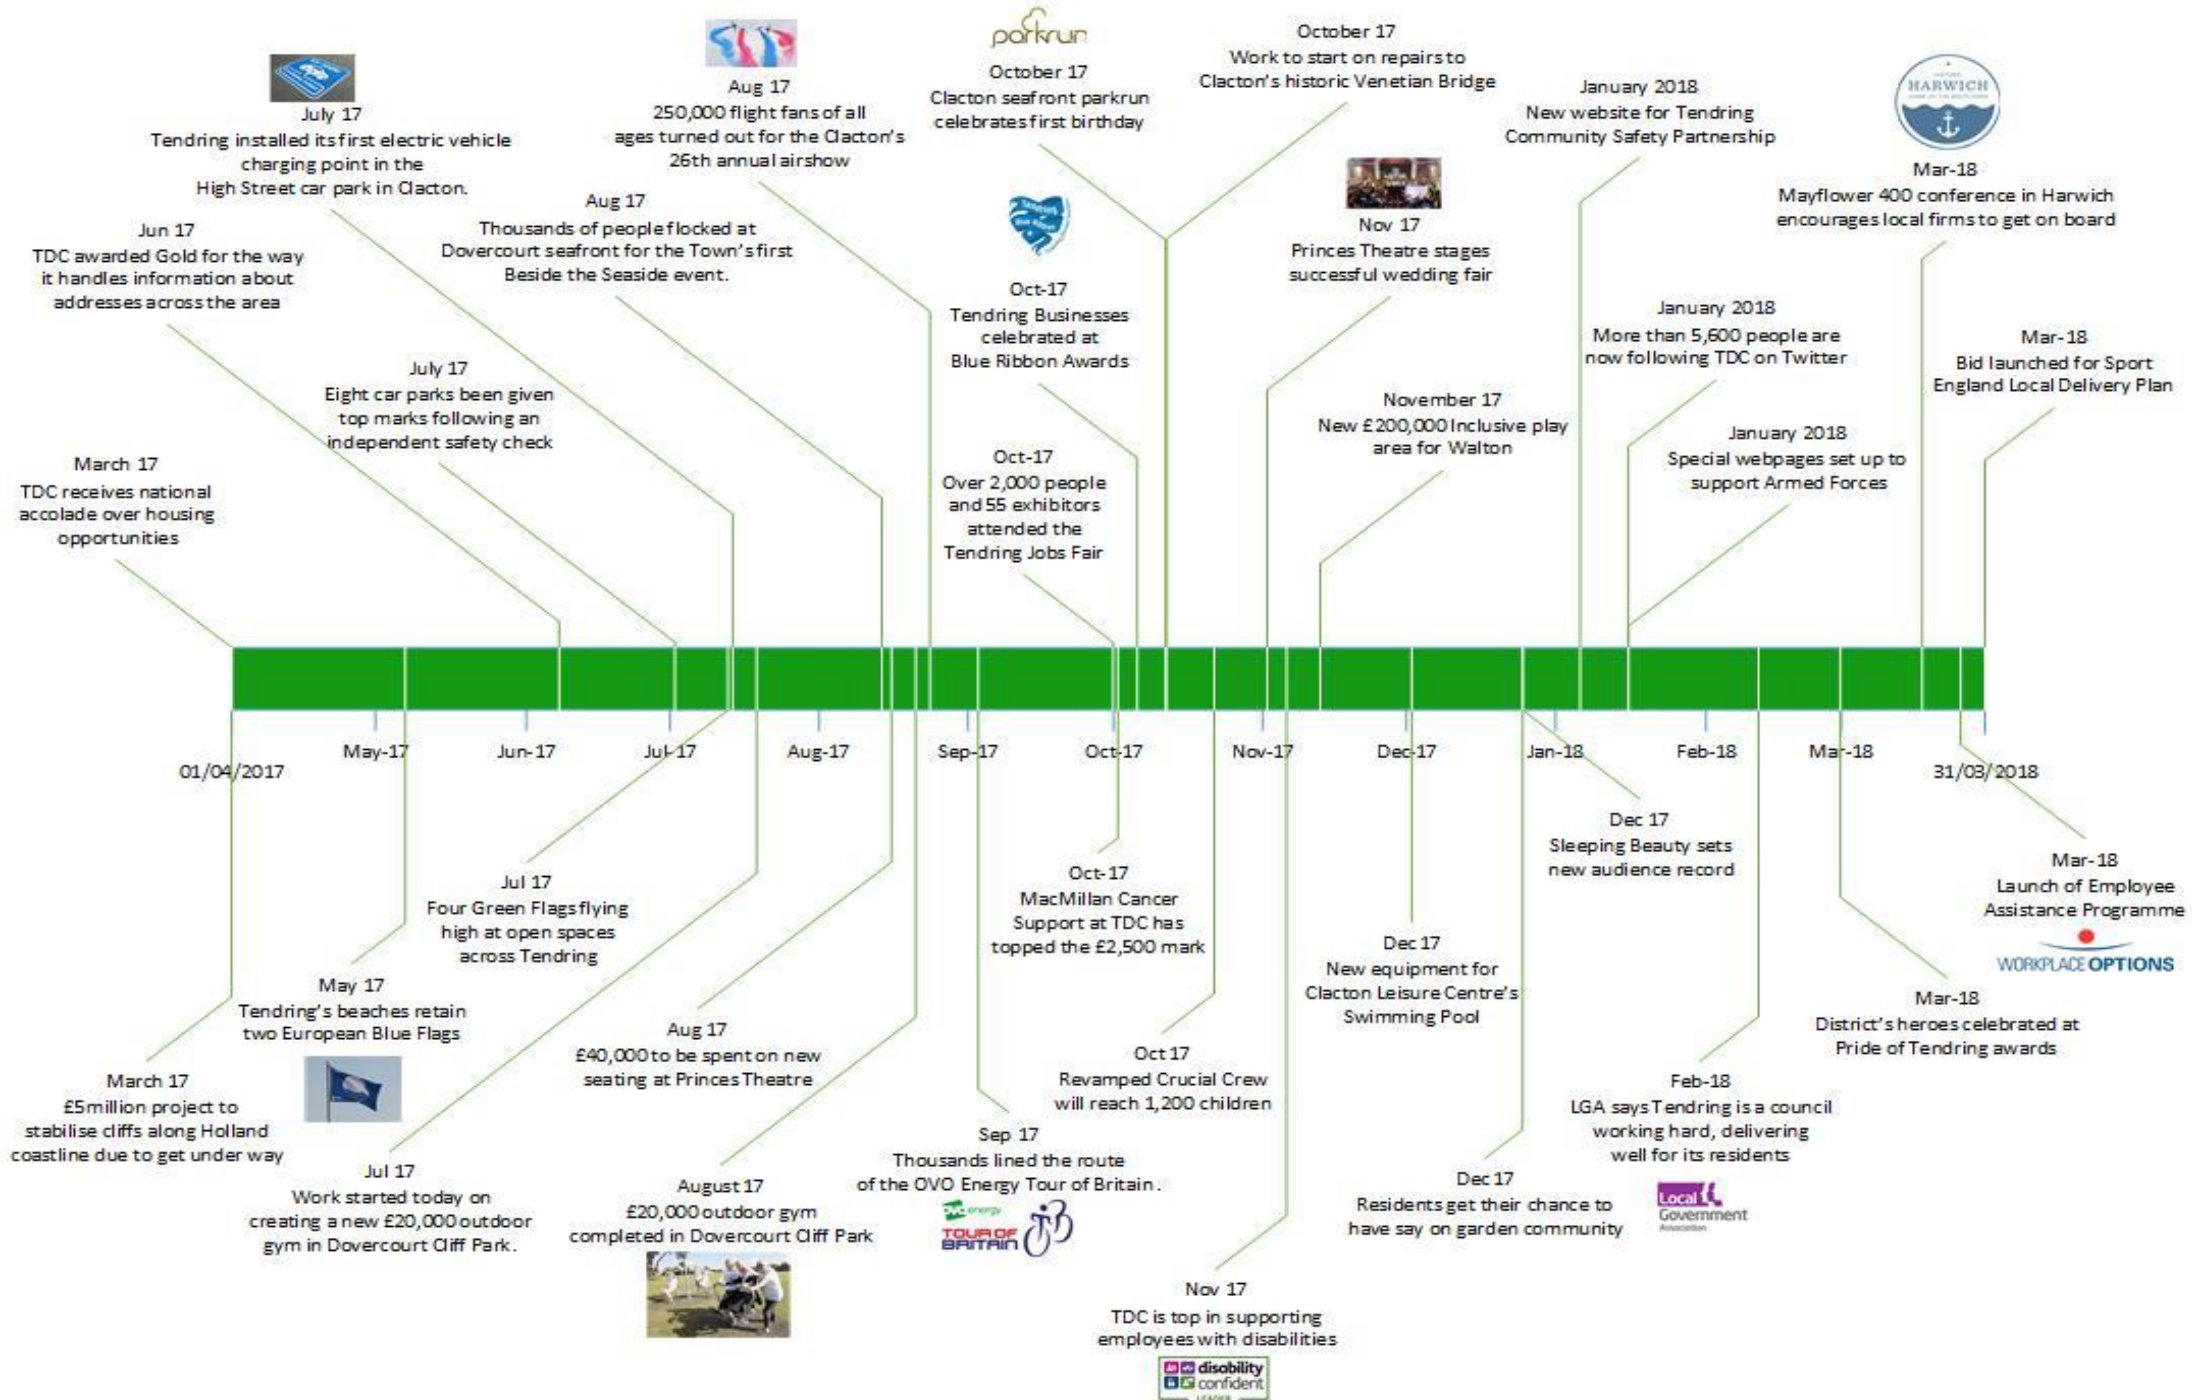 parkrun
October 17
Clacton seafront parkrun
celebrates first birthday
October 17
Work to start on repairs to
Clacton's historic Venetian Bridge
Aug 17
250,000 flight fans of all
ages turned out for the Clacton's
26th annual airshow
January 2018
New website for Tendring
Community Safety Partnership
HARWICH
July 17
Tendring installed its first electric vehicle
charging point in the
High Street car park in Clacton.
Mar-18
Mayflower 400 conference in Harwich
encourages local firms to get on board
Aug 17
Thousands of people flocked at
Dovercourt seafront for the Town's first
Beside the Seaside event.
Nov 17
Princes Theatre stages
successful wedding fair
Jun 17
TDC awarded Gold for the way
it handles information about
addresses across the area
Oct-17
Tendring Businesses
celebrated at
Blue Ribbon Awards
January 2018
More than 5,600 people are
now following TDC on Twitter
Mar-18
Bid launched for Sport
England Local Delivery Plan
July 17
Eight car parks been given
top marks following an
independent safety check
November 17
New £200,000 Inclusive play
area for Walton
January 2018
Special webpages set up to
support Armed Forces
March 17
TDC receives national
accolade over housing
opportunities
Oct-17
Over 2,000 people
and 55 exhibitors
attended the
Tendring Jobs Fair
01/04/2017
May-17
Jun-17
Jul-17
Aug-17
Sep-17
Oct-17
Nov-17
Dec-17
Jan-18
Feb-18
Mar-18
31/03/2018
Dec 17
Sleeping Beauty sets
new audience record
Mar-18
Launch of Employee
Assistance Programme
WORKPLACE OPTIONS
Jul 17
Four Green Flags flying
high at open spaces
across Tendring
Oct-17
MacMillan Cancer
Support at TDC has
topped the £2,500 mark
Dec 17
New equipment for
Clacton Leisure Centre's
Swimming Pool
May 17
Tendring's beaches retain
two European Blue Flags
Mar-18
District's heroes celebrated at
Pride of Tendring awards
Aug 17
£40,000 to be spent on new
seating at Princes Theatre
Oct 17
Revamped Crucial Crew
will reach 1,200 children
March 17
£5million project to
stabilise cliffs along Holland
coastline due to get under way
Feb-18
LGA says Tendring is a council
working hard, delivering
well for its residents
Local
Government
Association
Sep 17
Thousands lined the route
of the OVO Energy Tour of Britain.
ovo energy
TOUR OF
BRITAIN
Jul 17
Work started today on
creating a new £20,000 outdoor
gym in Dovercourt Cliff Park.
August 17
£20,000 outdoor gym
completed in Dovercourt Cliff Park
Dec 17
Residents get their chance to
have say on garden community
Nov 17
TDC is top in supporting
employees with disabilities
disability
confident
LEADER